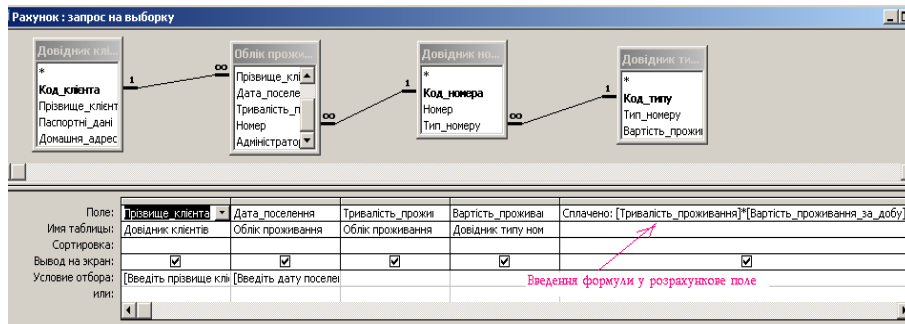 Рахунок : запрос на выборку
Довідник клі...
*
Код_клієнта
Прізвище_клієнт
Паспортні_дані
Домашня_адрес
1
∞
Облік прожи...
Прізвище_клі
Дата_поселе
Тривалість_п
Номер
Адміністратор
∞
1
Довідник но...
*
Код_номера
Номер
Тип_номеру
∞
1
Довідник ти...
*
Код_типу
Тип_номеру
Вартість_прожи
Поле: Прізвище_клієнта Дата_поселення Тривалість_прожи Вартість_проживаі Сплачено: [Тривалість_проживання]*[Вартість_проживання_за_добу]
Имя таблицы: Довідник клієнтів Облік проживання Облік проживання Довідник типу ном
Сортировка:
Вывод на экран:
Условие отбора: [Введіть прізвище клі [Введіть дату поселеі
или:
Введення формули у розрахункове поле